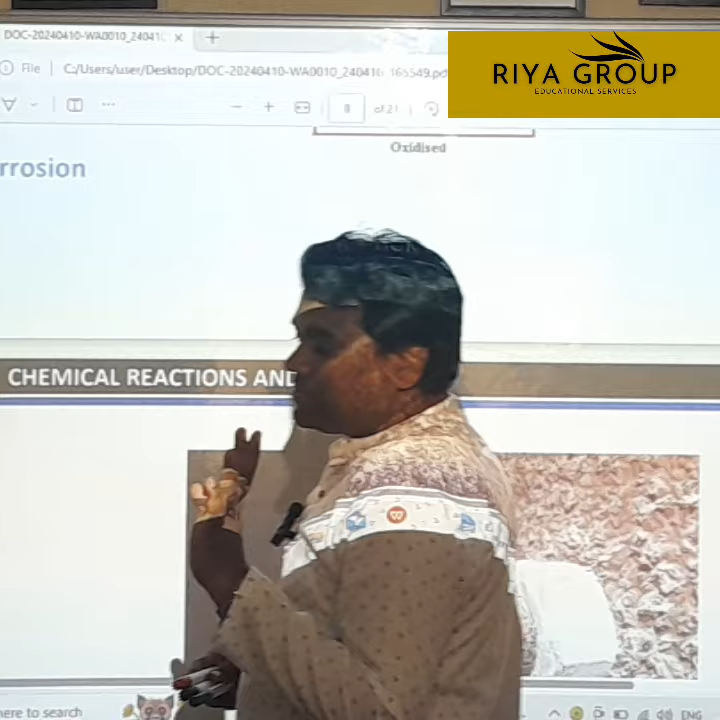 DOC-20240410-WA0010_24041
File
C:/Users/user/Desktop/DOC-20240410-WA0010_240410_165549.pd
RIYA GROUP
EDUCATIONAL SERVICES
8
of 21
Oxidised
rrosion
CHEMICAL REACTIONS AND
here to search
ENG